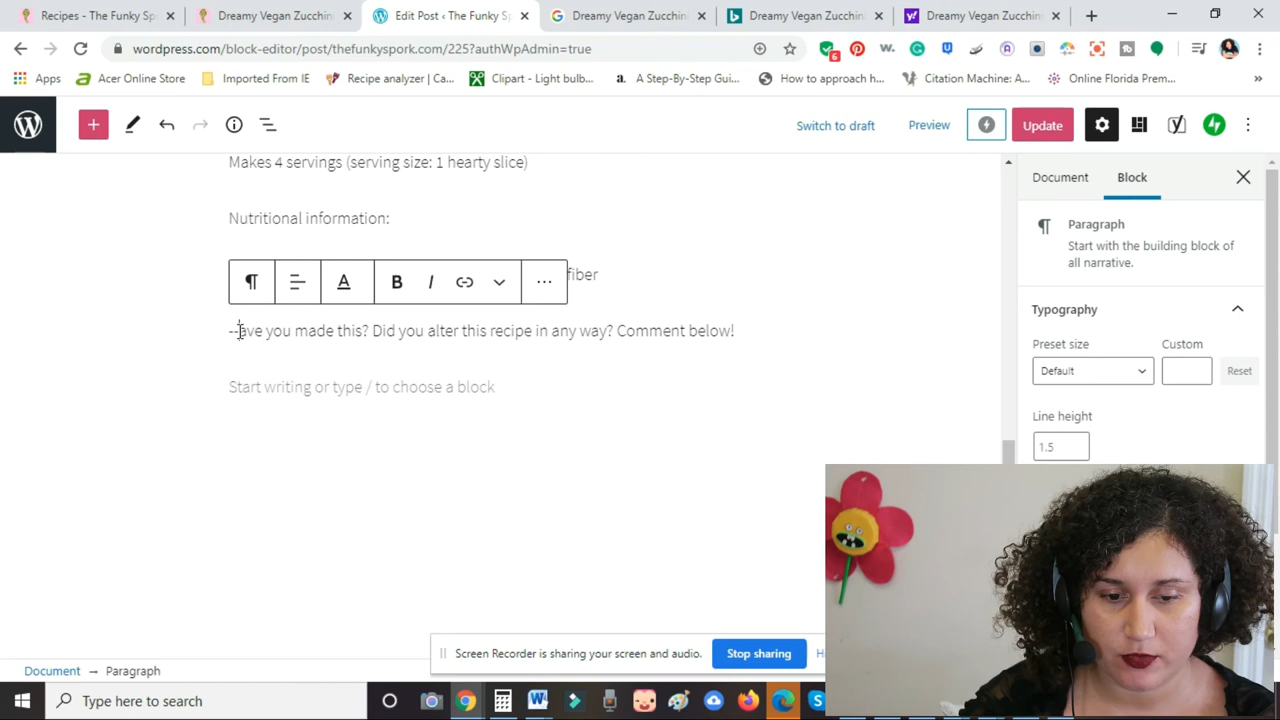 Recipes - The Funky Sp
Dreamy Vegan Zucchin
Edit Post ‹ The Funky S
Dreamy Vegan Zucchin
Dreamy Vegan Zucchin
Dreamy Vegan Zucchin
wordpress.com/block-editor/post/thefunkyspark.com/225?authWpAdmin=true
6
Apps
Acer Online Store
Imported From IE
Recipe analyzer | Ca...
Clipart - Light bulb...
A Step-By-Step Gui...
How to approach h...
Citation Machine: A...
Online Florida Prem...
Switch to draft
Preview
Update
Makes 4 servings (serving size: 1 hearty slice)
Nutritional information:
B I
fiber
--ave you made this? Did you alter this recipe in any way? Comment below!
Start writing or type / to choose a block
Document
Block
Paragraph
Start with the building block of
all narrative.
Typography
Preset size
Custom
Default
Reset
Line height
1.5
Screen Recorder is sharing your screen and audio.
Stop sharing
Document → Paragraph
Type here to search